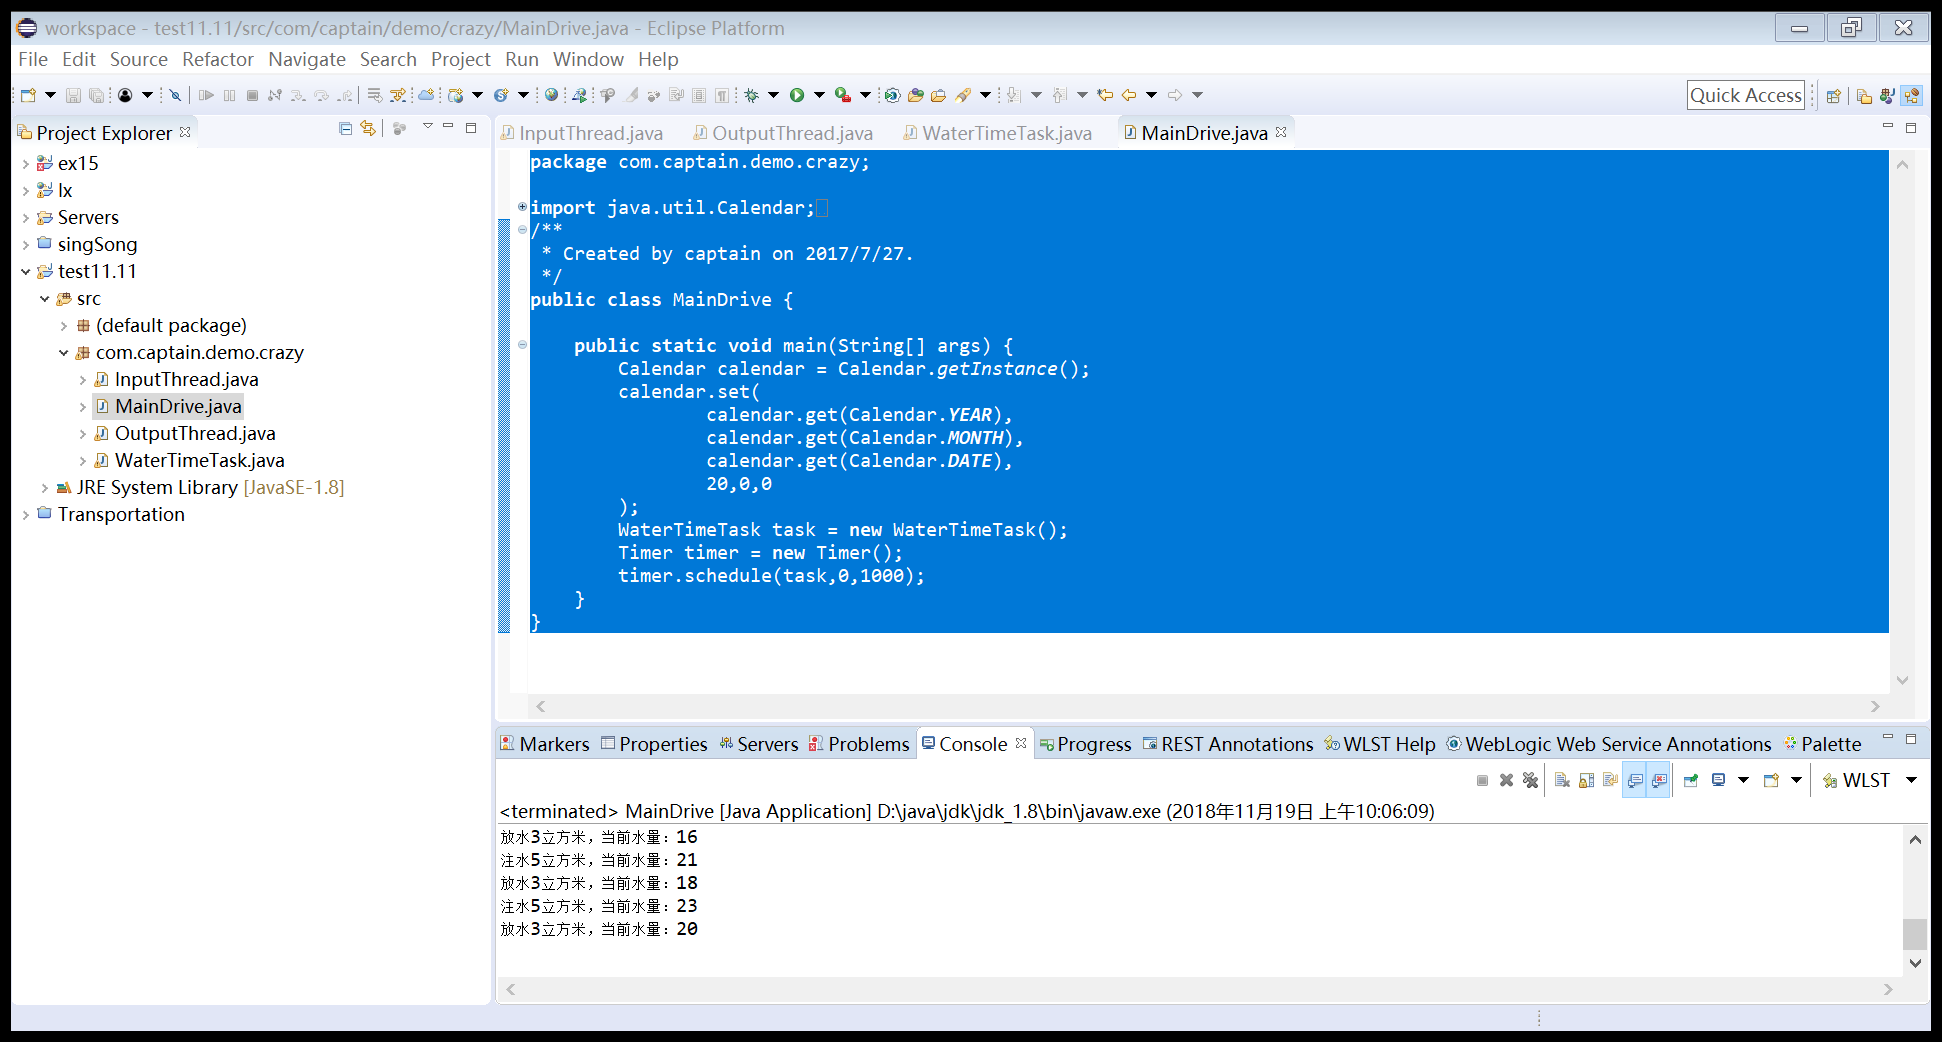 workspace - test11.11/src/com/captain/demo/crazy/MainDrive.java - Eclipse Platform
File Edit Source Refactor Navigate Search Project Run Window Help
Quick Access
Project Explorer
ex15
lx
Servers
singSong
test11.11
src
(default package)
com.captain.demo.crazy
InputThread.java
MainDrive.java
OutputThread.java
WaterTimeTask.java
JRE System Library [JavaSE-1.8]
Transportation
InputThread.java OutputThread.java WaterTimeTask.java MainDrive.java
package com.captain.demo.crazy;
import java.util.Calendar;
/**
* Created by captain on 2017/7/27.
*/
public class MainDrive {
public static void main(String[] args) {
Calendar calendar = Calendar.getInstance();
calendar.set(
calendar.get(Calendar.YEAR),
calendar.get(Calendar.MONTH),
calendar.get(Calendar.DATE),
20,0,0
);
WaterTimeTask task = new WaterTimeTask();
Timer timer = new Timer();
timer.schedule(task,0,1000);
}
}
Markers Properties Servers Problems Console Progress REST Annotations WLST Help WebLogic Web Service Annotations Palette
WLST
<terminated> MainDrive [Java Application] D:\java\jdk\jdk_1.8\bin\javaw.exe (2018年11月19日 上午10:06:09)
放水3立方米，当前水量：16
注水5立方米，当前水量：21
放水3立方米，当前水量：18
注水5立方米，当前水量：23
放水3立方米，当前水量：20